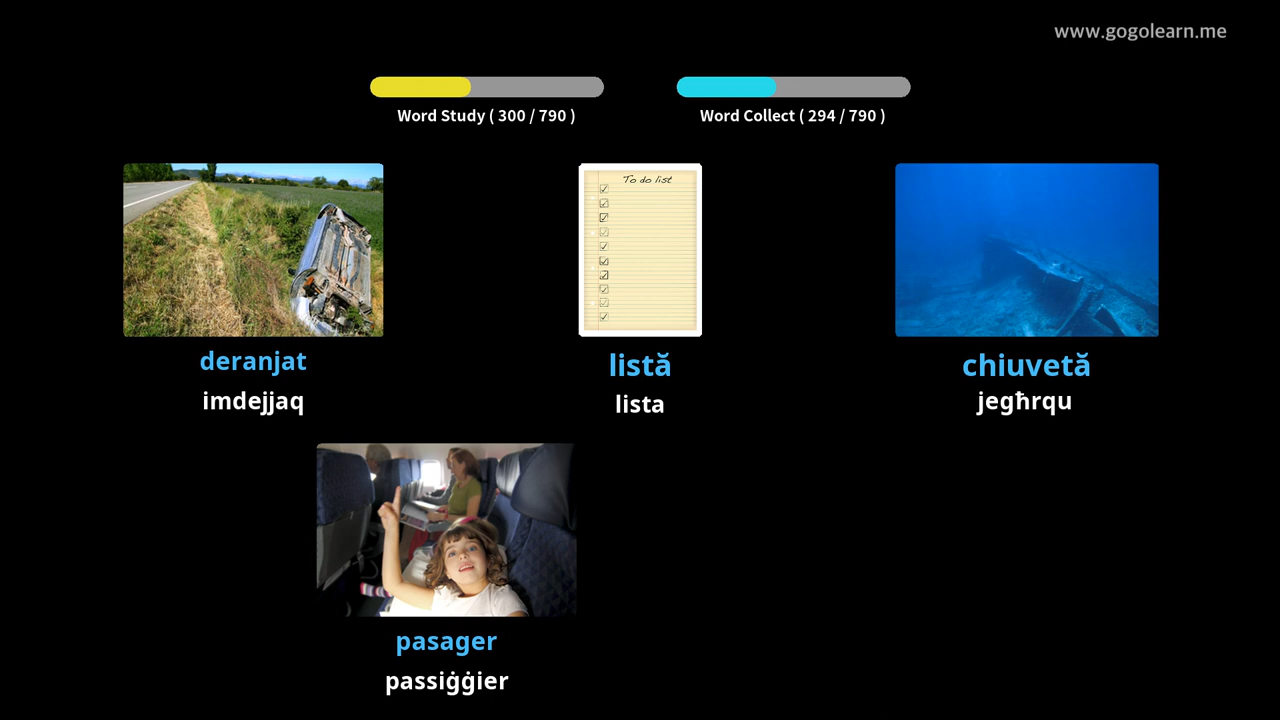 www.gogolearn.me
Word Study ( 300 / 790 )
Word Collect ( 294 / 790 )
To do list
deranjat
imdejjaq
listă
lista
chiuvetă
jegħrqu
pasager
passiġġier